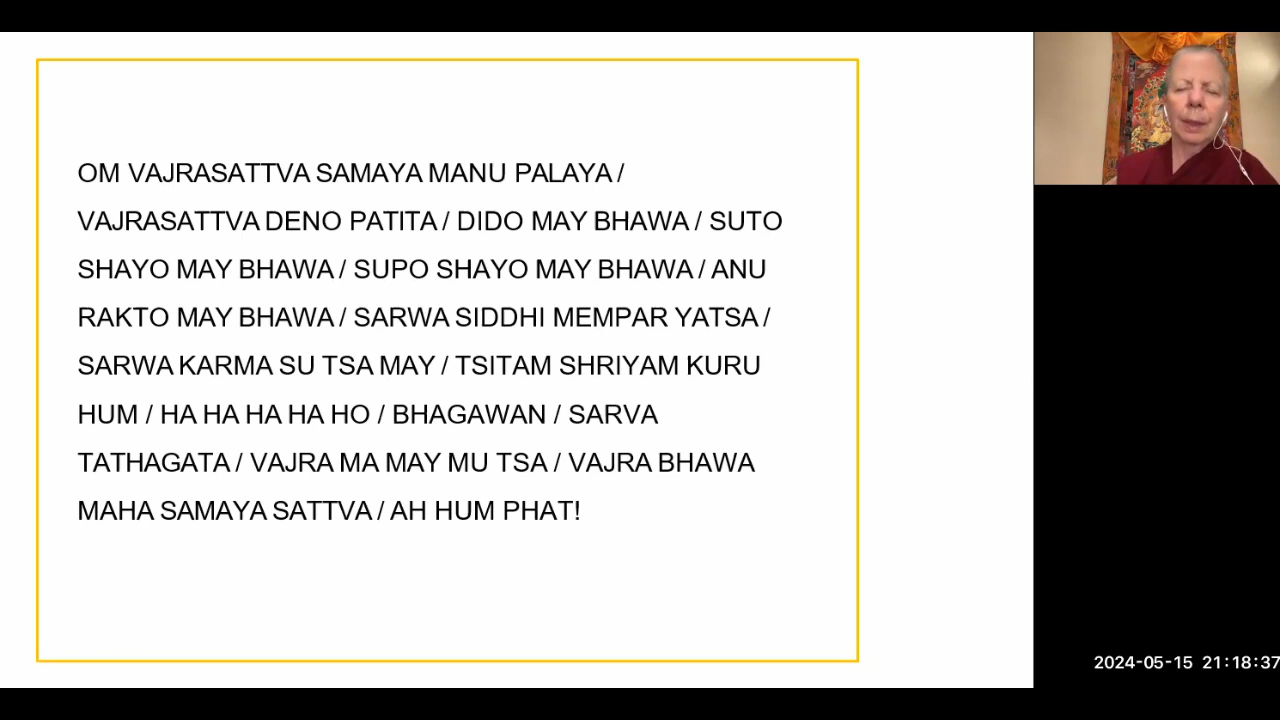 OM VAJRASATTVA SAMAYA MANU PALAYA /
VAJRASATTVA DENO PATITA / DIDO MAY BHAWA / SUTO
SHAYO MAY BHAWA / SUPO SHAYO MAY BHAWA / ANU
RAKTO MAY BHAWA / SARWA SIDDHI MEMPAR YATSA /
SARWA KARMA SU TSA MAY / TSITAM SHRIYAM KURU
HUM / HA HA HA HA HO / BHAGAWAN / SARVA
TATHAGATA / VAJRA MA MAY MU TSA / VAJRA BHAWA
MAHA SAMAYA SATTVA / AH HUM PHAT!
2024-05-15 21:18:37